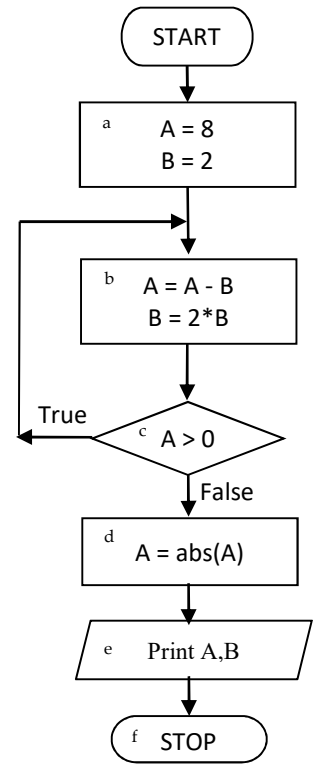 START
a
A = 8
B = 2
b
A = A - B
B = 2*B
True
c A > 0
False
d
A = abs(A)
e Print A,B
f STOP